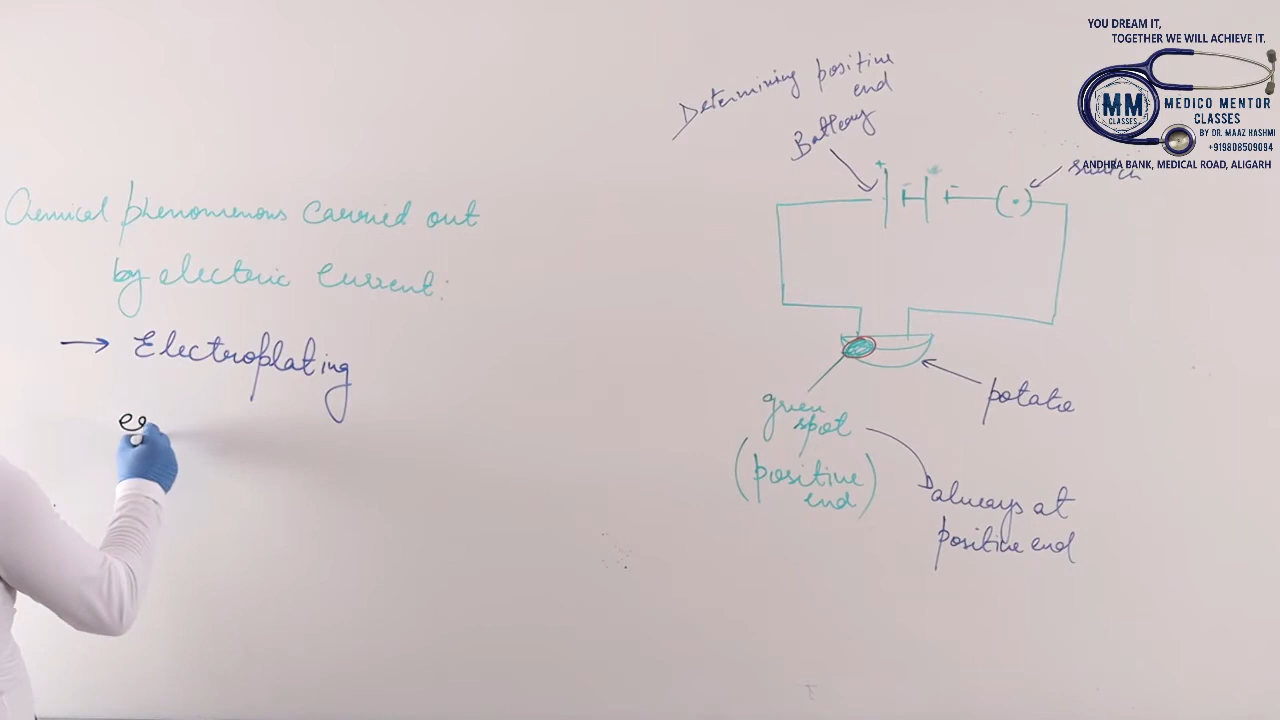 YOU DREAM IT,
TOGETHER WE WILL ACHIEVE IT.
MM
CLASSES
MEDICO MENTOR
CLASSES
BY DR. MAAZ HASHMI
+919808509094
ANDHRA BANK, MEDICAL ROAD, ALIGARH
Determining positive
end
Battery
+
Chemical phenomenons carried out
by electric current:
→ Electroplating
potato
green
spot
(positive
end)
always at
positive end